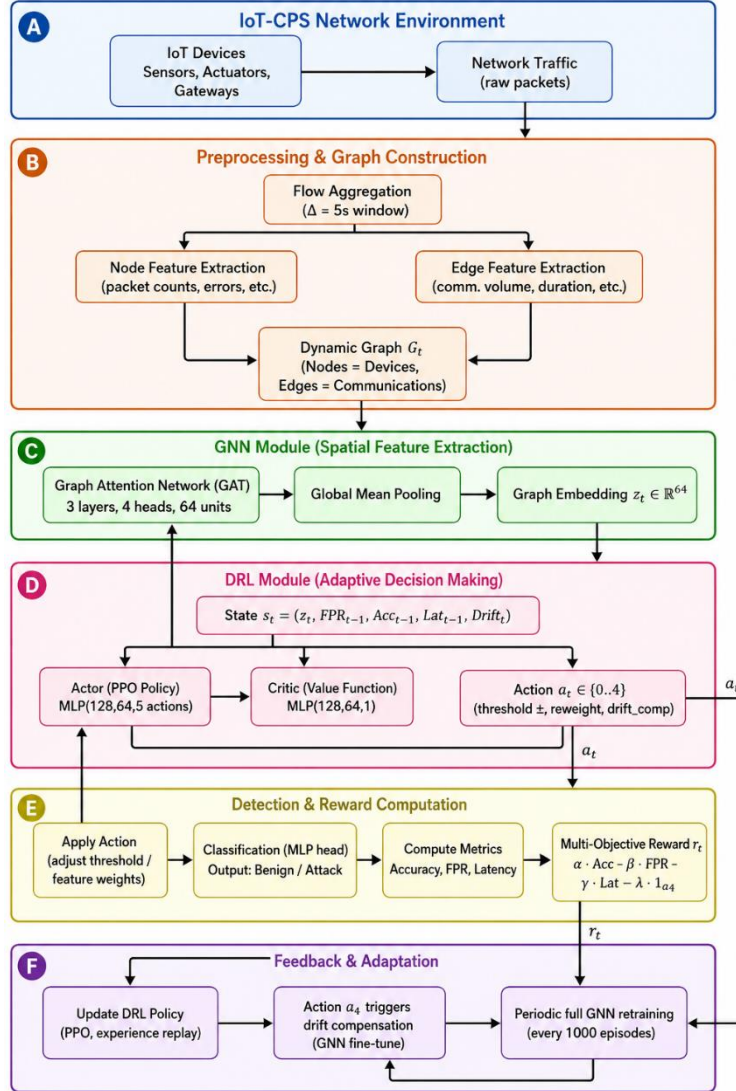 A
IoT-CPS Network Environment
IoT Devices
Sensors, Actuators,
Gateways
Network Traffic
(raw packets)
B
Preprocessing & Graph Construction
Flow Aggregation
(Δ = 5s window)
Node Feature Extraction
(packet counts, errors, etc.)
Edge Feature Extraction
(comm. volume, duration, etc.)
Dynamic Graph G_t
(Nodes = Devices,
Edges = Communications)
C
GNN Module (Spatial Feature Extraction)
Graph Attention Network (GAT)
3 layers, 4 heads, 64 units
Global Mean Pooling
Graph Embedding z_t ∈ ℝ^64
D
DRL Module (Adaptive Decision Making)
State s_t = (z_t, FPR_{t−1}, Acc_{t−1}, Lat_{t−1}, Drift_t)
Actor (PPO Policy)
MLP(128,64,5 actions)
Critic (Value Function)
MLP(128,64,1)
Action a_t ∈ {0..4}
(threshold ±, reweight, drift_comp)
a_t
E
Detection & Reward Computation
Apply Action
(adjust threshold /
feature weights)
Classification (MLP head)
Output: Benign / Attack
Compute Metrics
Accuracy, FPR, Latency
Multi-Objective Reward r_t
α · Acc – β · FPR –
γ · Lat – λ · 1_{a4}
r_t
F
Feedback & Adaptation
Update DRL Policy
(PPO, experience replay)
Action a_4 triggers
drift compensation
(GNN fine-tune)
Periodic full GNN retraining
(every 1000 episodes)